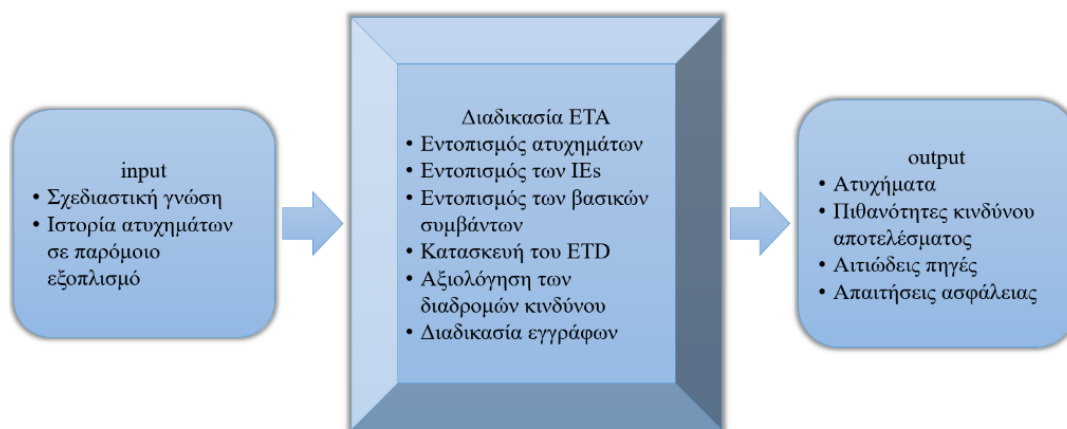 input
• Σχεδιαστική γνώση
• Ιστορία ατυχημάτων
σε παρόμοιο
εξοπλισμό
Διαδικασία ETA
• Εντοπισμός ατυχημάτων
• Εντοπισμός των IEs
• Εντοπισμός των βασικών
συμβάντων
• Κατασκευή του ETD
• Αξιολόγηση των
διαδρομών κινδύνου
• Διαδικασία εγγράφων
output
• Ατυχήματα
• Πιθανότητες κινδύνου
αποτελέσματος
• Αιτιώδεις πηγές
• Απαιτήσεις ασφάλειας